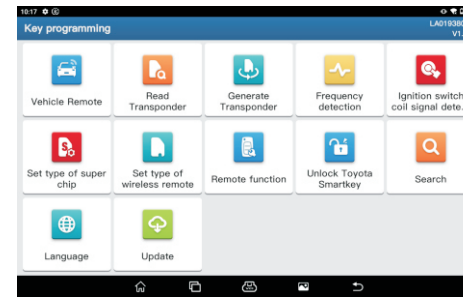 10:17
Key programming
LA019380
V1.
Vehicle Remote
Read
Transponder
Generate
Transponder
Frequency
detection
Ignition switch
coil signal dete.
Set type of super
chip
Set type of
wireless remote
Remote function
Unlock Toyota
Smartkey
Search
Language
Update